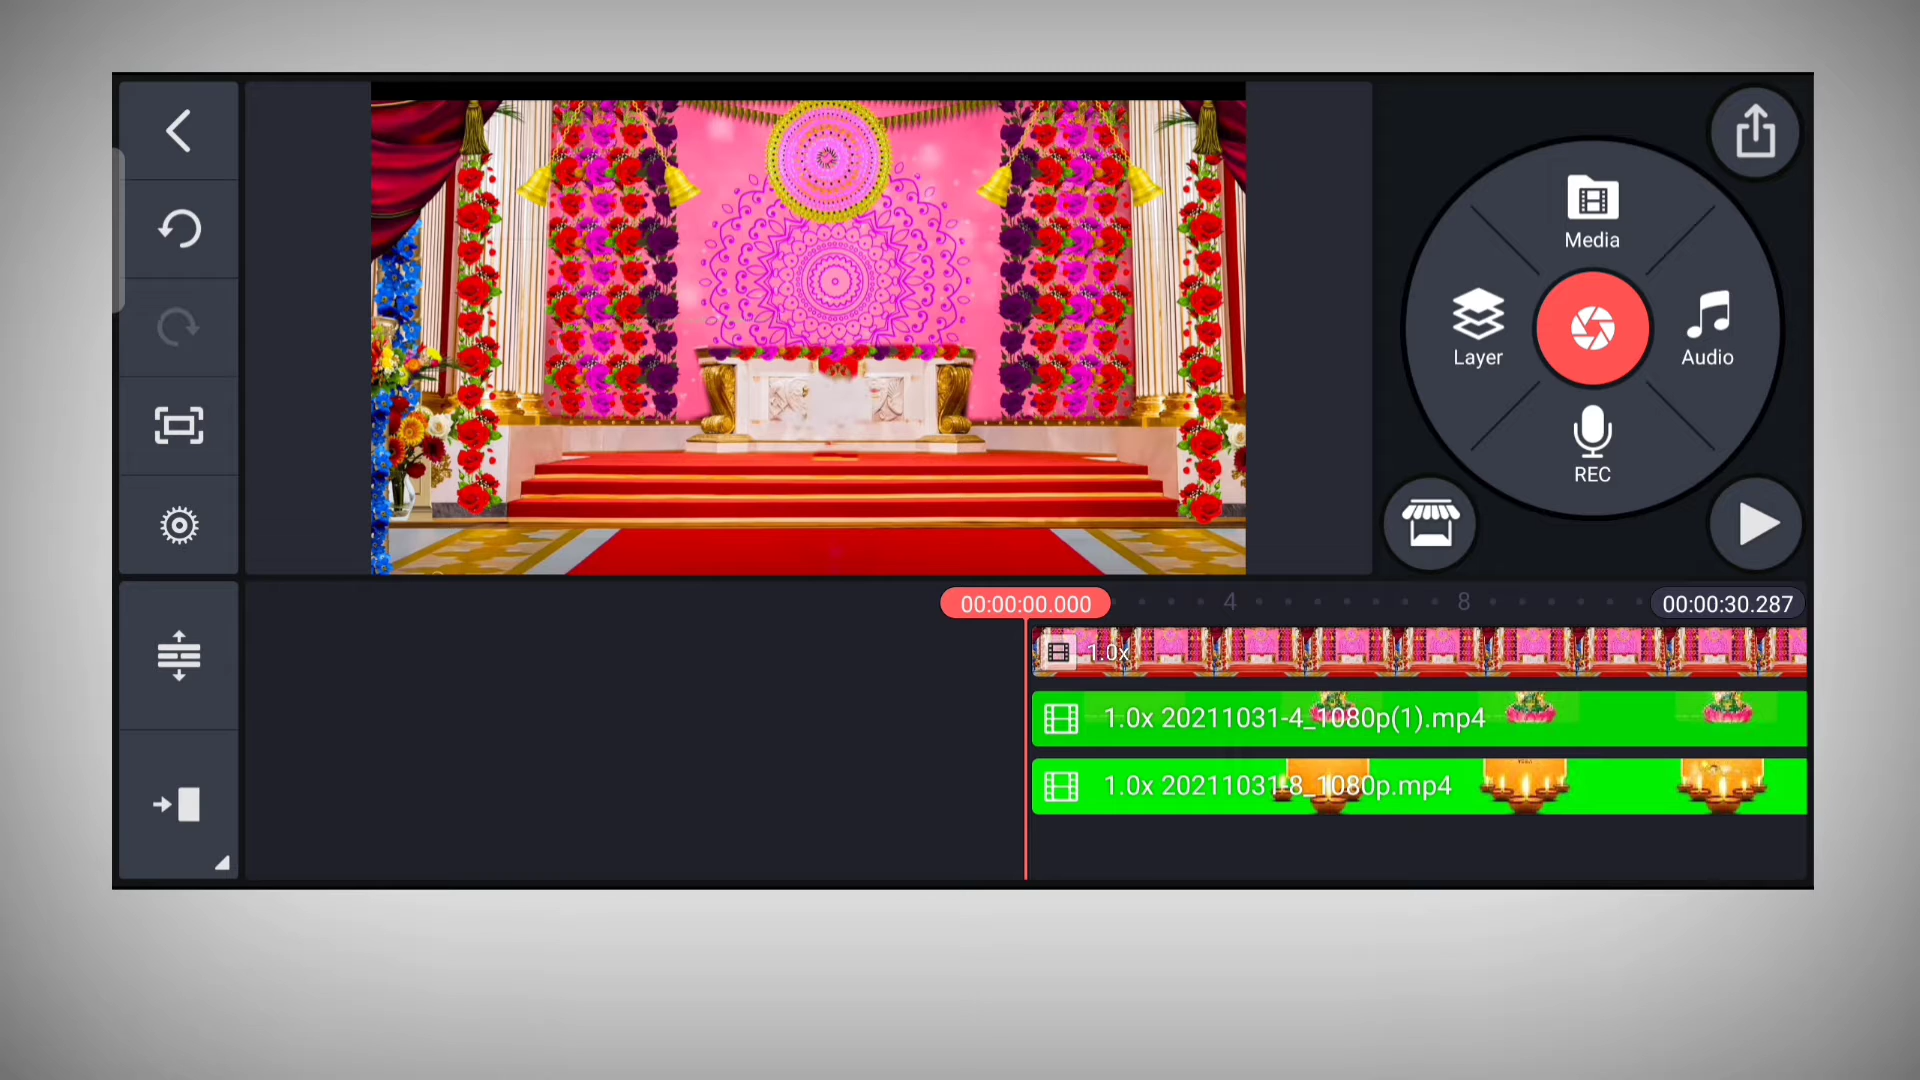 Media
Layer
Audio
REC
00:00:00.000
4
8
00:00:30.287
1.0x
1.0x 20211031-4_1080p(1).mp4
1.0x 20211031-8_1080p.mp4